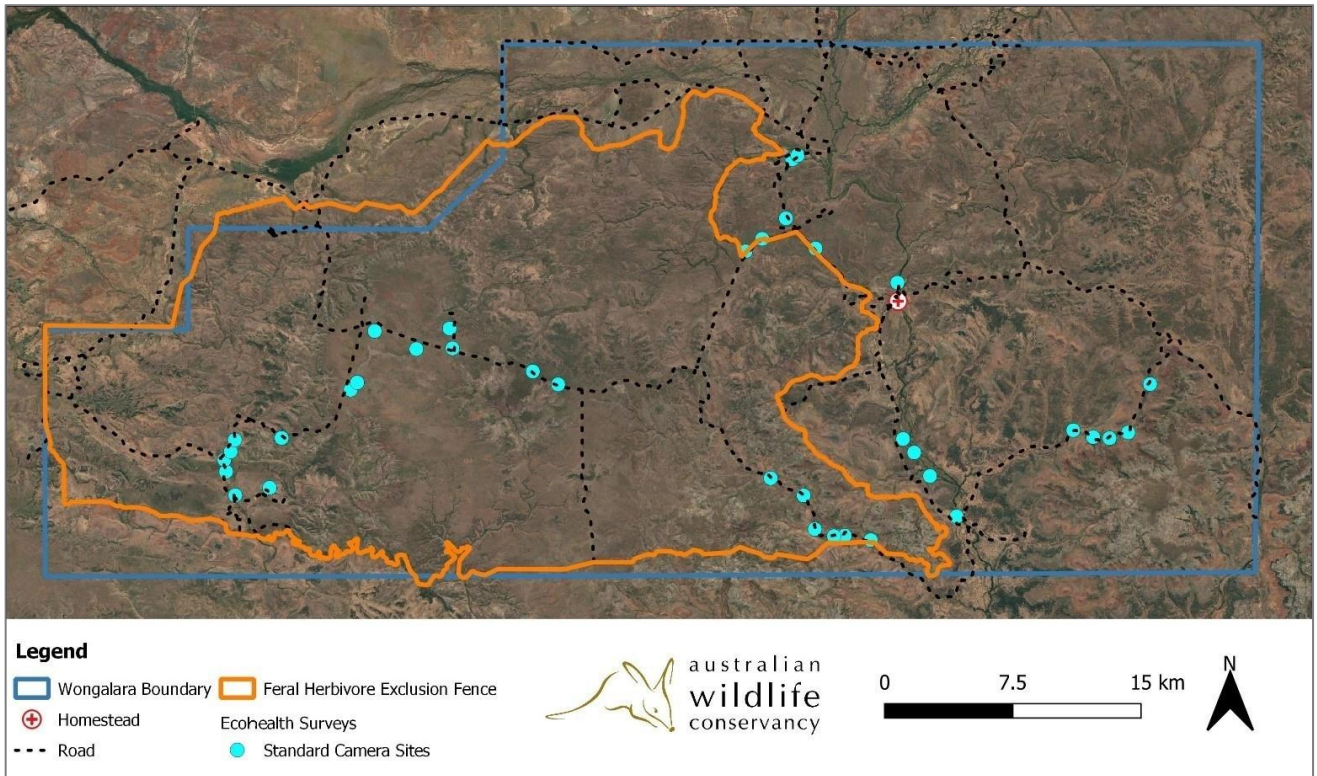 Legend
Wongalara Boundary
Feral Herbivore Exclusion Fence
Homestead
Ecohealth Surveys
Road
Standard Camera Sites
australian
wildlife
conservancy
0 7.5 15 km
N